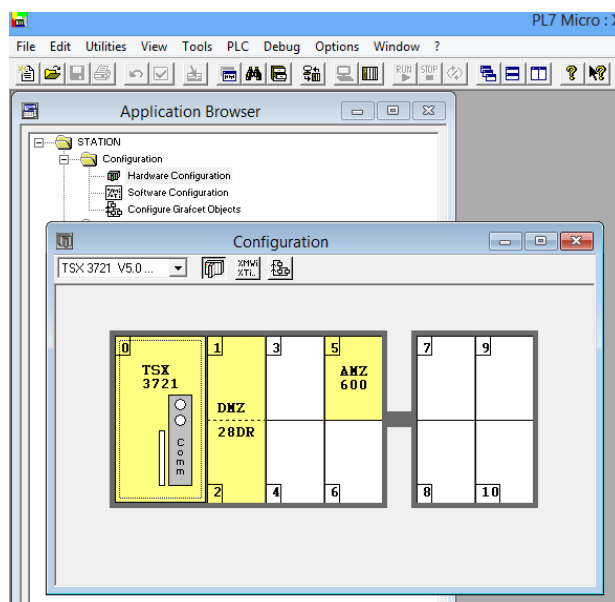 PL7 Micro : X
File Edit Utilities View Tools PLC Debug Options Window ?
RUN STOP
Application Browser
STATION
Configuration
Hardware Configuration
Software Configuration
Configure Grafcet Objects
Configuration
TSX 3721 V5.0 ...
XMWi
XTi..
0 1 3 5 7 9
TSX
3721
AMZ
600
DMZ
28DR
Comm
2 4 6 8 10